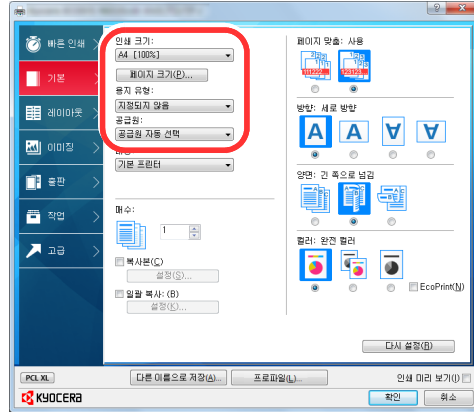 빠른 인쇄
기본
레이아웃
이미징
출판
작업
고급
인쇄 크기:
A4 [100%]
페이지 크기(P)...
용지 유형:
지정되지 않음
공급원:
공급원 자동 선택
기본 프린터
매수:
1
복사본(C)
설정(S)...
일괄 복사: (B)
설정(K)...
페이지 맞춤: 사용
111222
123123
방향: 세로 방향
A A A A
양면: 긴 쪽으로 넘김
컬러: 완전 컬러
EcoPrint(N)
다시 설정(R)
PCL XL
다른 이름으로 저장(A)...
프로파일(L)...
인쇄 미리 보기(I)
KYOCERA
확인
취소